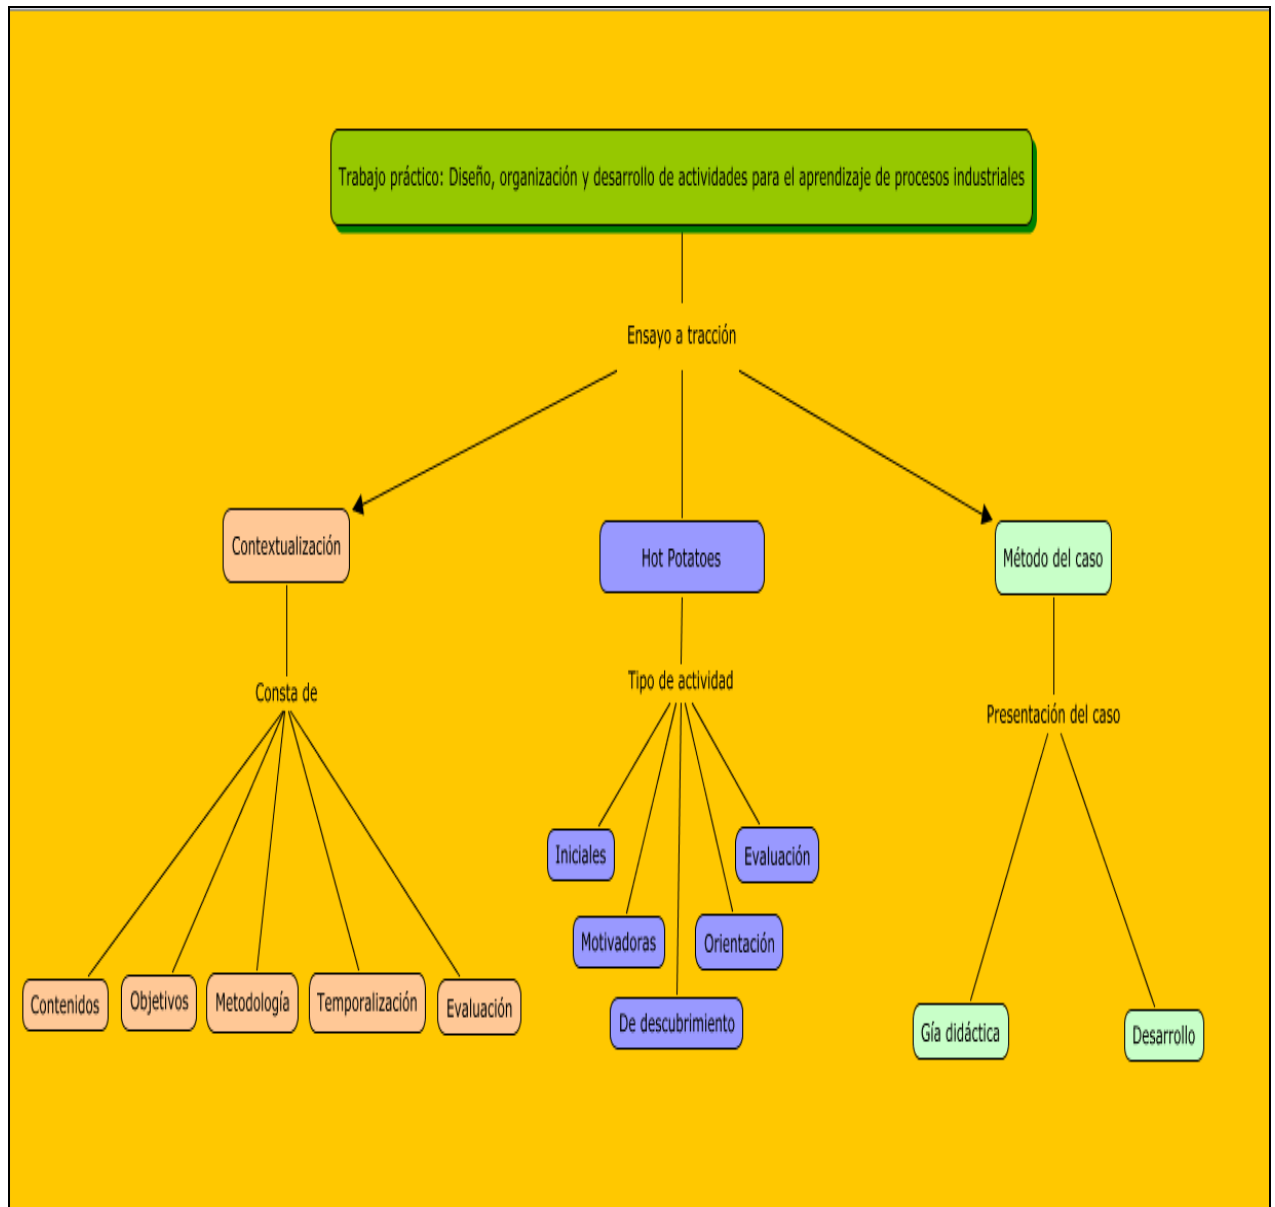 Trabajo práctico: Diseño, organización y desarrollo de actividades para el aprendizaje de procesos industriales
Ensayo a tracción
Contextualización
Hot Potatoes
Método del caso
Consta de
Tipo de actividad
Presentación del caso
Contenidos
Objetivos
Metodología
Temporalización
Evaluación
Iniciales
Motivadoras
De descubrimiento
Orientación
Evaluación
Gía didáctica
Desarrollo